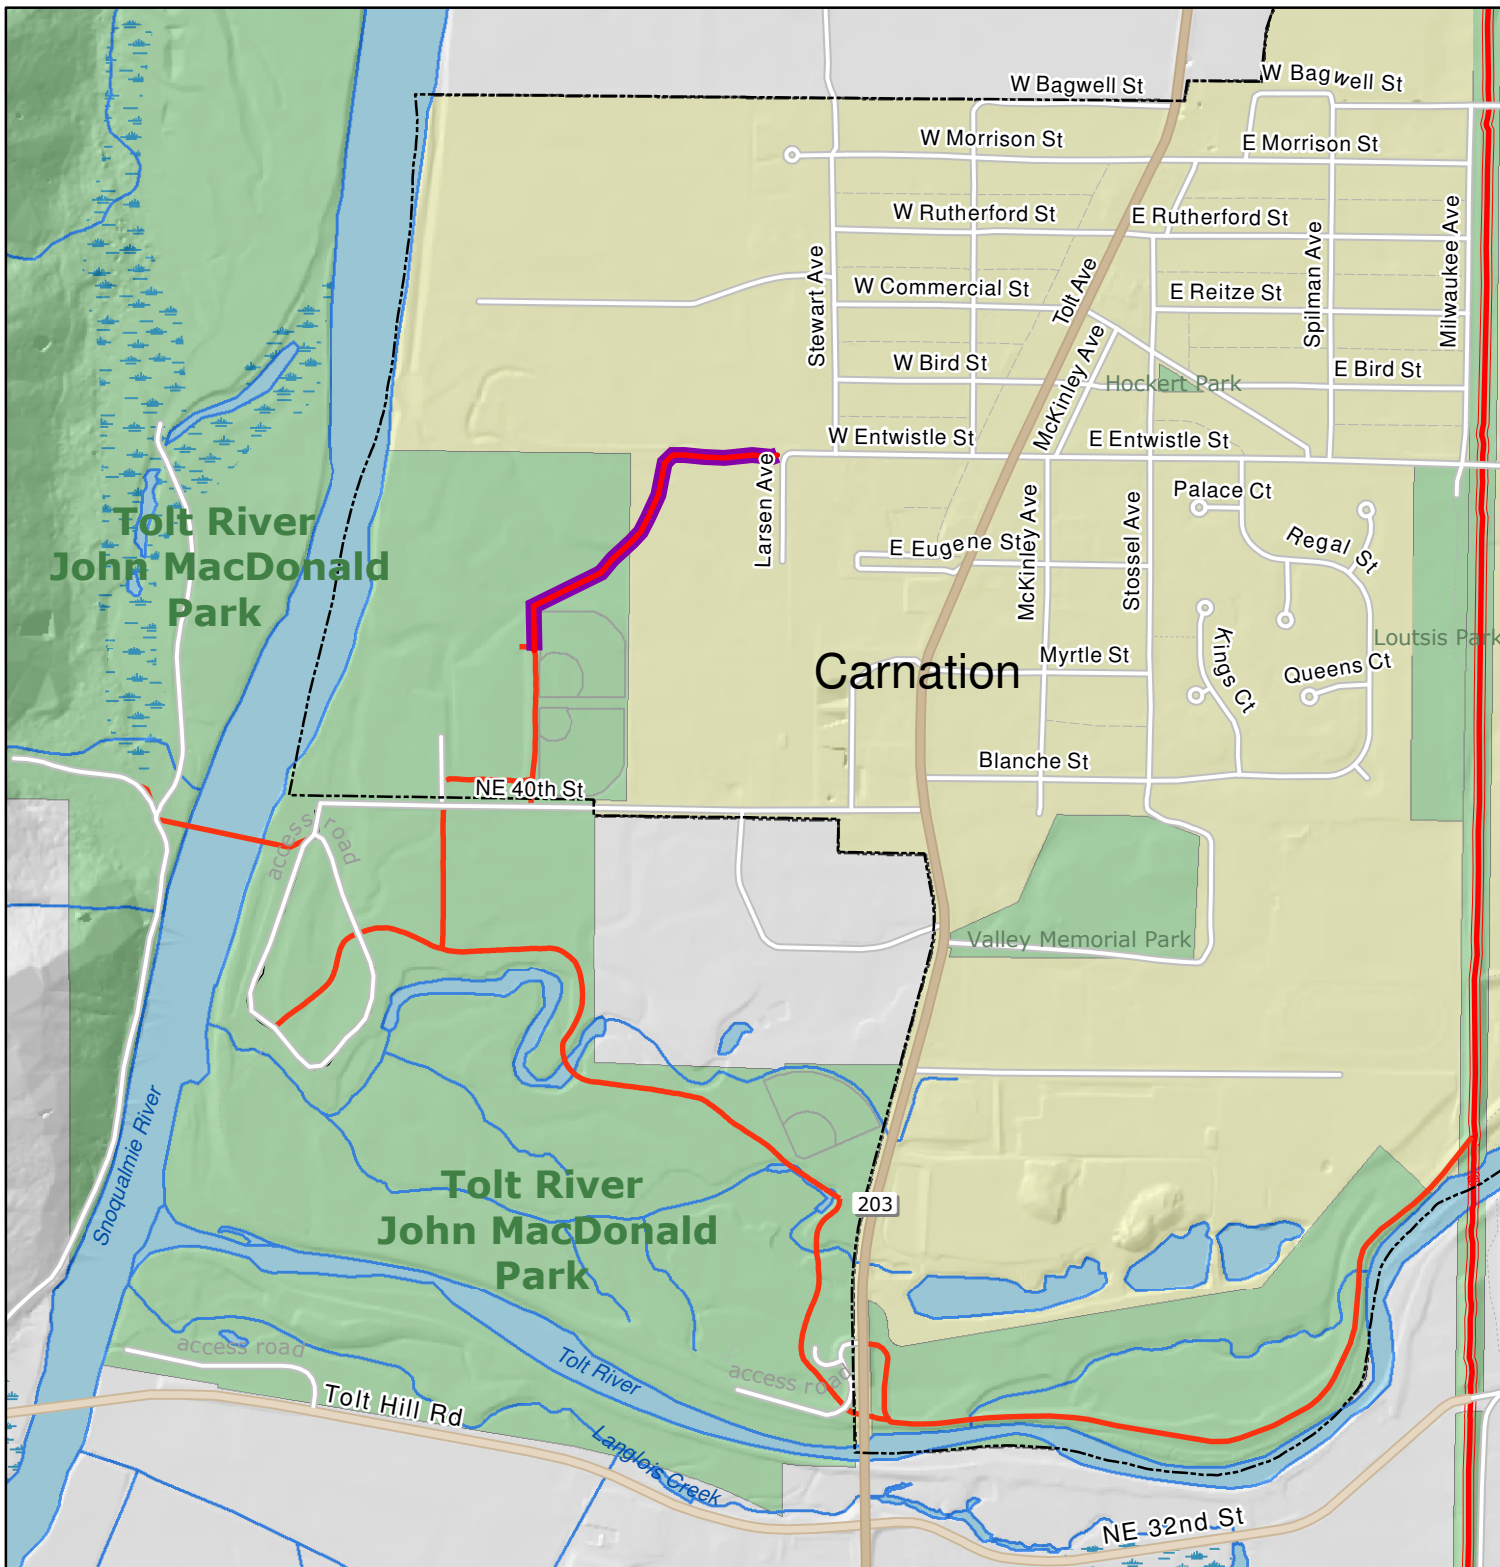 W Bagwell St
W Bagwell St
W Morrison St
E Morrison St
W Rutherford St
E Rutherford St
Stewart Ave
Tolt Ave
Spilman Ave
Milwaukee Ave
W Commercial St
E Reitze St
W Bird St
McKinley Ave
Hockert Park
E Bird St
W Entwistle St
E Entwistle St
Larsen Ave
Palace Ct
Tolt River
John MacDonald
Park
E Eugene St
McKinley Ave
Stossel Ave
Regal St
Loutsis Park
Carnation
Myrtle St
Kings Ct
Queens Ct
Blanche St
NE 40th St
access road
Valley Memorial Park
Snoqualmie River
Tolt River
John MacDonald
Park
203
access road
Tolt River
access road
Tolt Hill Rd
Langlois Creek
NE 32nd St